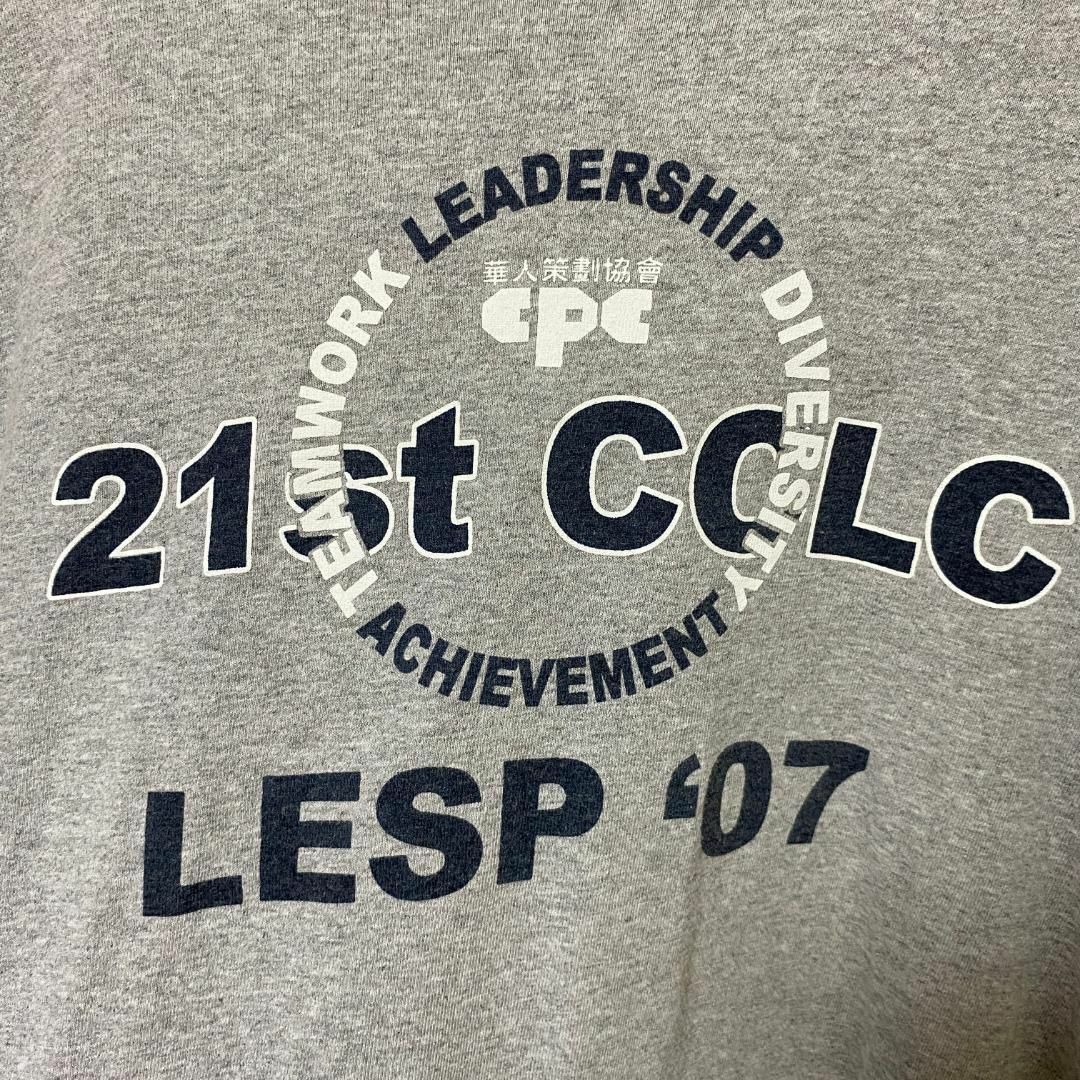 LEADERSHIP
TEAMWORK
DIVERSITY
華人策劃協會
CPC
21st CCLC
ACHIEVEMENT
LESP ‘07